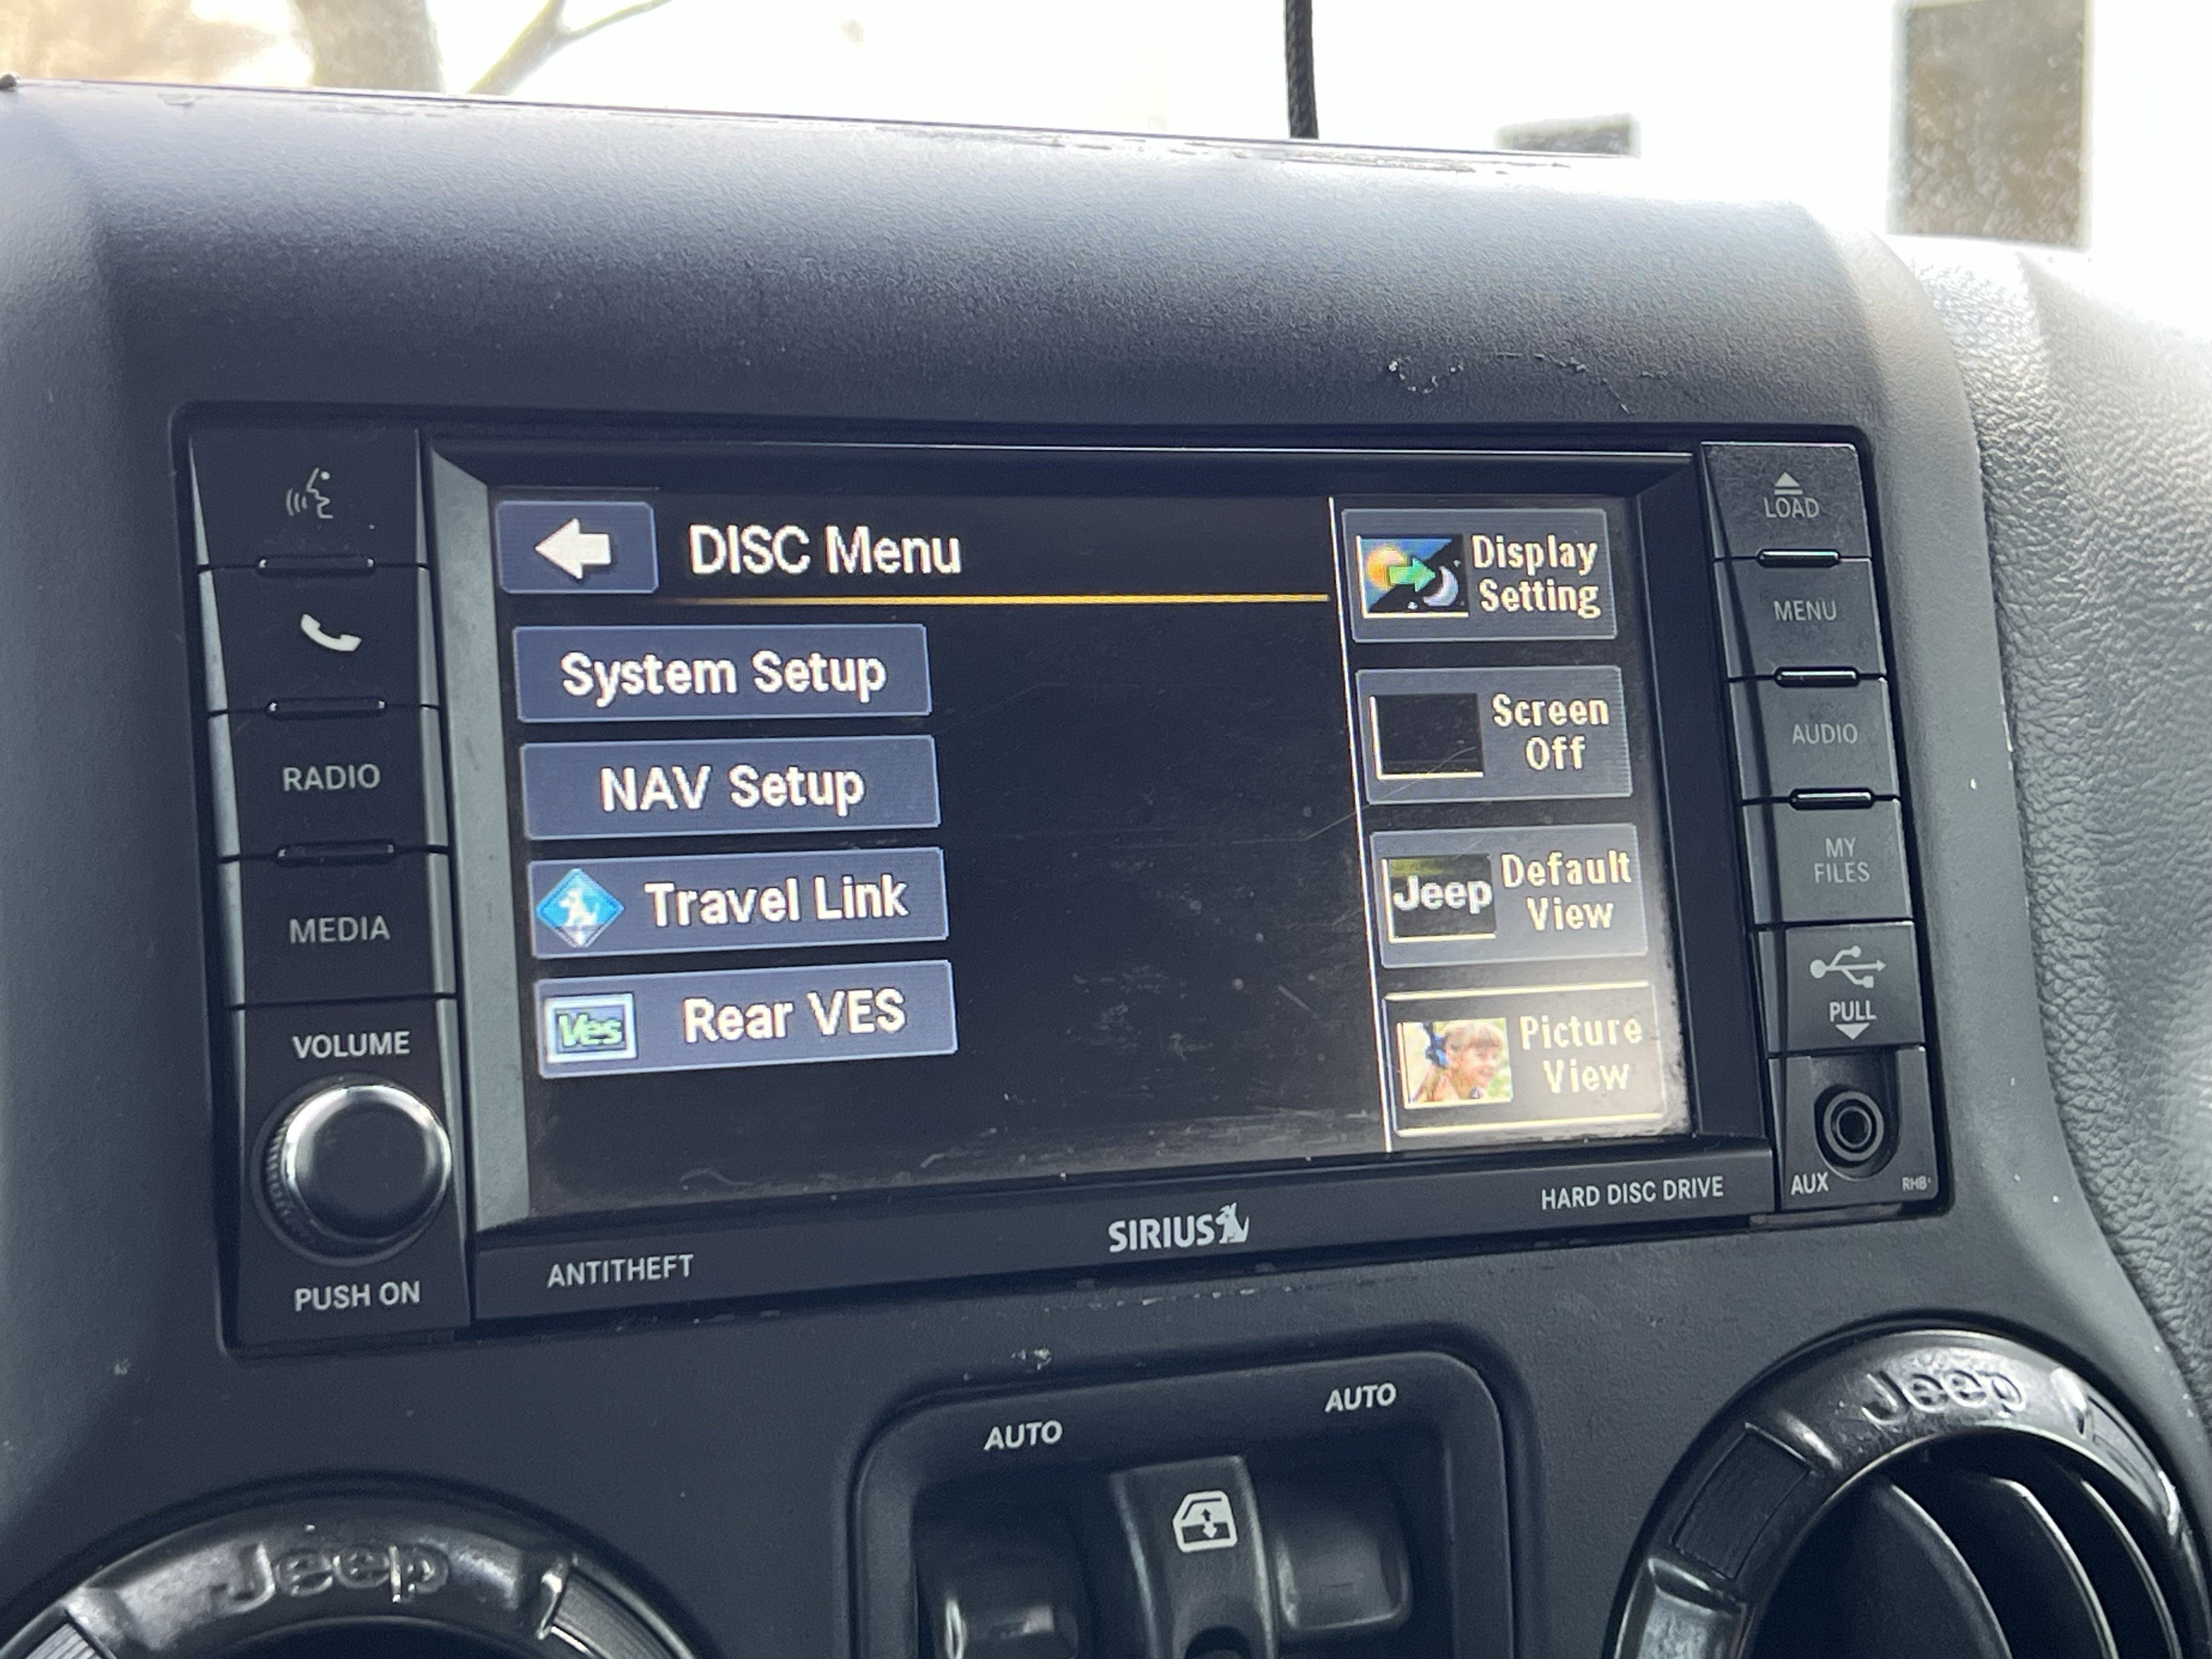 RADIO
MEDIA
VOLUME
PUSH ON
DISC Menu
System Setup
NAV Setup
Travel Link
Ves Rear VES
Display
Setting
Screen
Off
Jeep Default
View
Picture
View
LOAD
MENU
AUDIO
MY
FILES
PULL
AUX
RHB
ANTITHEFT
SIRIUS
HARD DISC DRIVE
AUTO
AUTO
Jeep
Jeep